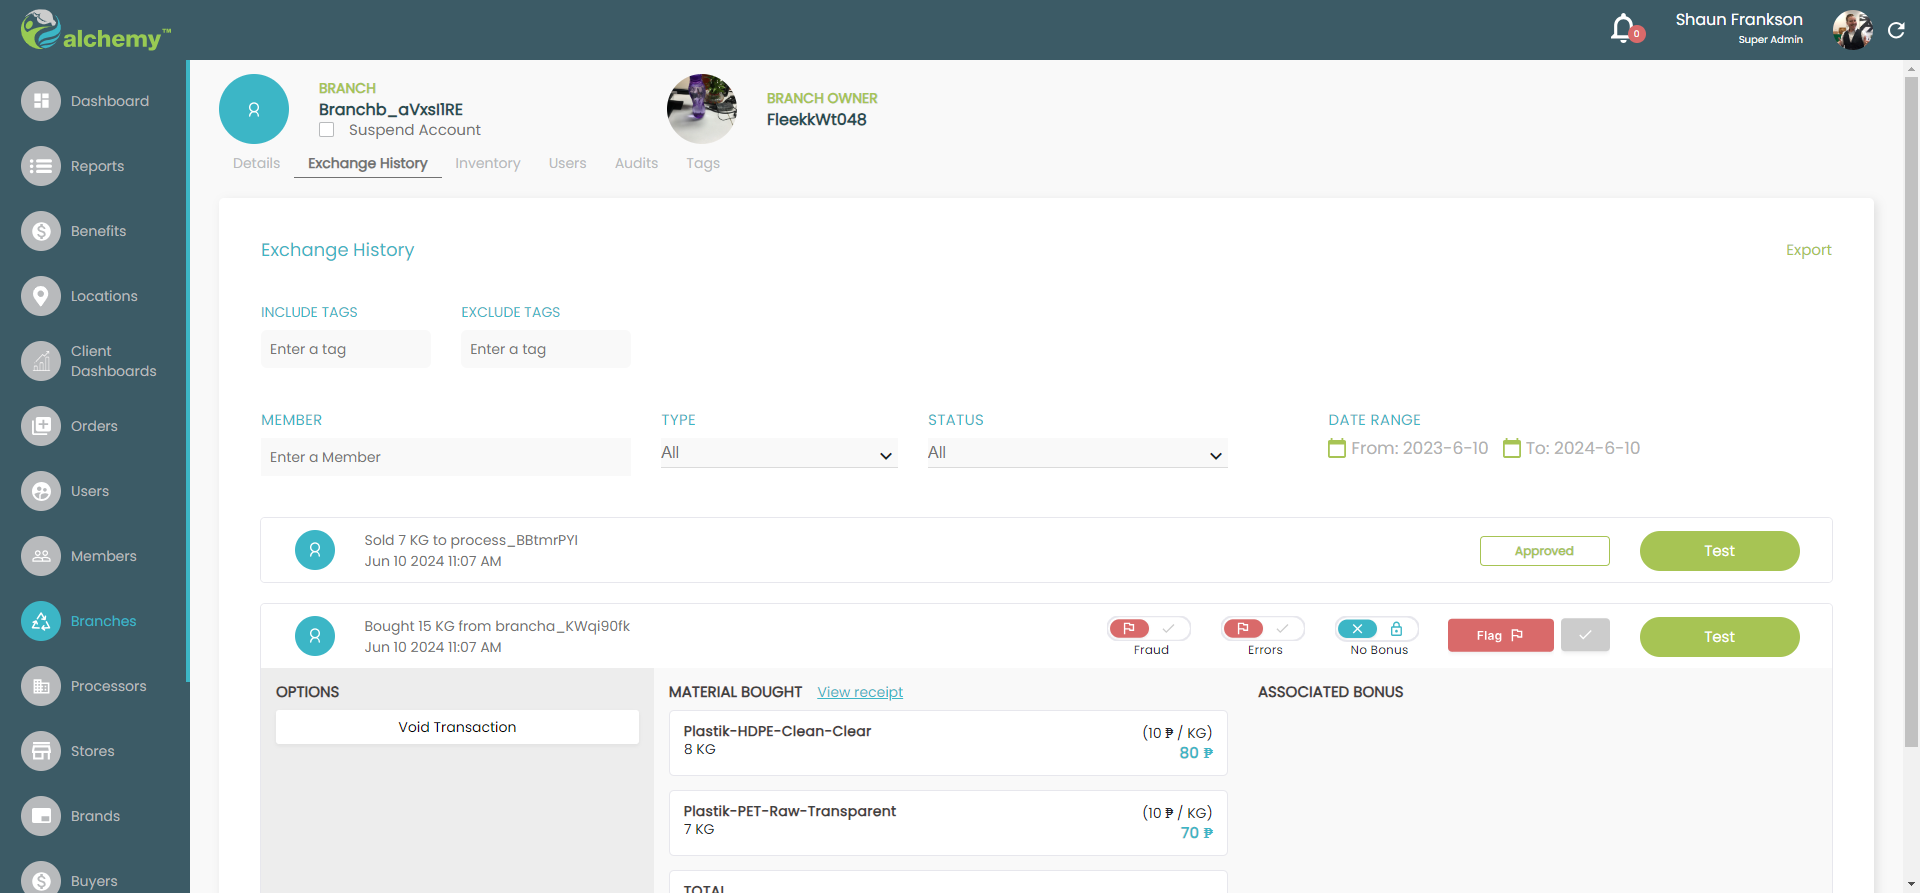 alchemy™
0
Shaun Frankson
Super Admin
Dashboard
Reports
Benefits
Locations
Client
Dashboards
Orders
Users
Members
Branches
Processors
Stores
Brands
Buyers
BRANCH
Branchb_aVxsI1RE
Suspend Account
BRANCH OWNER
FleekkWt048
Details Exchange History Inventory Users Audits Tags
Exchange History
Export
INCLUDE TAGS EXCLUDE TAGS
Enter a tag Enter a tag
MEMBER TYPE STATUS DATE RANGE
Enter a Member All All From: 2023-6-10 To: 2024-6-10
Sold 7 KG to process_BBtmrPYI
Jun 10 2024 11:07 AM
Approved Test
Bought 15 KG from brancha_KWqi90fk
Jun 10 2024 11:07 AM
Fraud Errors No Bonus Flag Test
OPTIONS
Void Transaction
MATERIAL BOUGHT View receipt
Plastik-HDPE-Clean-Clear (10 ₱ / KG)
8 KG 80 ₱
Plastik-PET-Raw-Transparent (10 ₱ / KG)
7 KG 70 ₱
TOTAL
ASSOCIATED BONUS